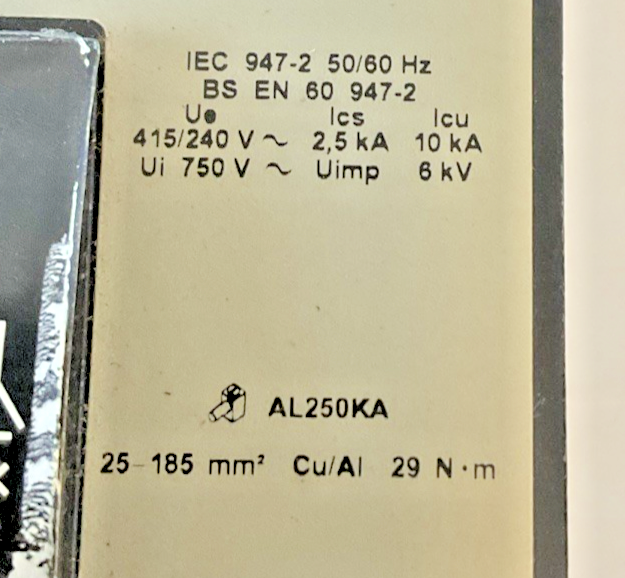 IEC 947-2 50/60 Hz
BS EN 60 947-2
Ue Ics Icu
415/240 V ~ 2,5 kA 10 kA
Ui 750 V ~ Uimp 6 kV
AL250KA
25-185 mm² Cu/Al 29 N·m